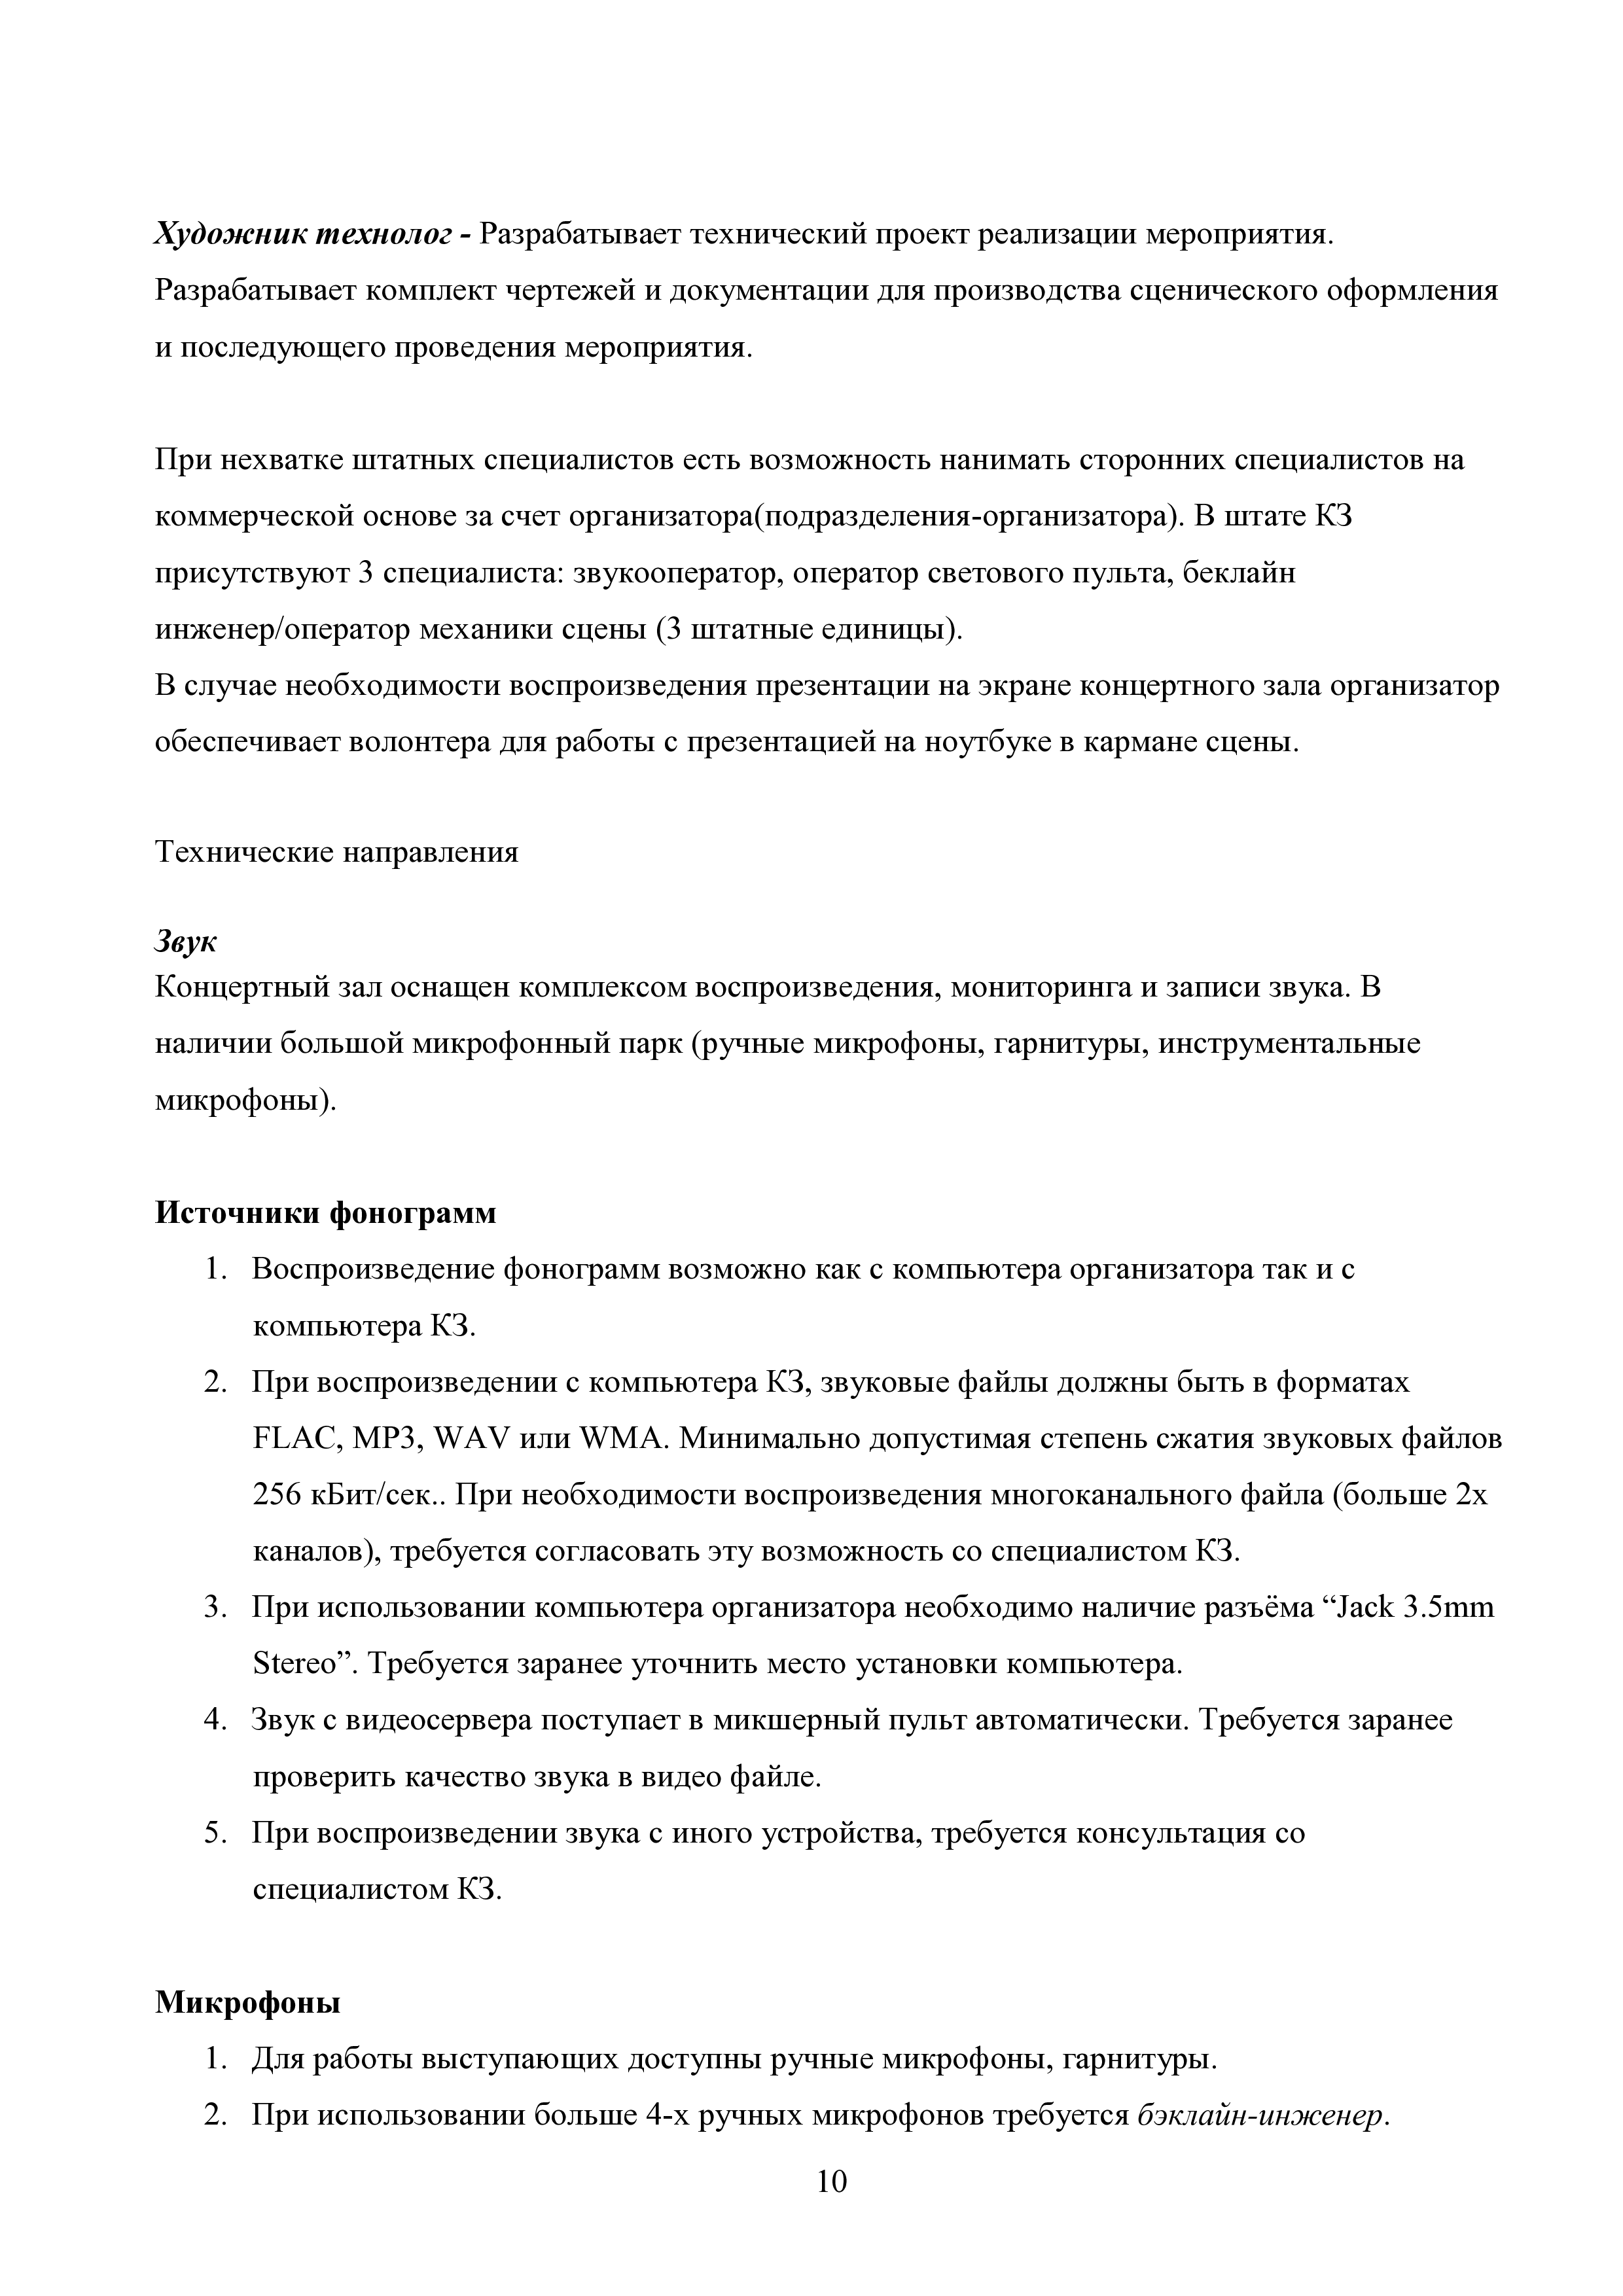 Художник технолог - Разрабатывает технический проект реализации мероприятия.
Разрабатывает комплект чертежей и документации для производства сценического оформления
и последующего проведения мероприятия.
При нехватке штатных специалистов есть возможность нанимать сторонних специалистов на
коммерческой основе за счет организатора(подразделения-организатора). В штате КЗ
присутствуют 3 специалиста: звукооператор, оператор светового пульта, беклайн
инженер/оператор механики сцены (3 штатные единицы).
В случае необходимости воспроизведения презентации на экране концертного зала организатор
обеспечивает волонтера для работы с презентацией на ноутбуке в кармане сцены.
Технические направления
Звук
Концертный зал оснащен комплексом воспроизведения, мониторинга и записи звука. В
наличии большой микрофонный парк (ручные микрофоны, гарнитуры, инструментальные
микрофоны).
Источники фонограмм
1. Воспроизведение фонограмм возможно как с компьютера организатора так и с
компьютера КЗ.
2. При воспроизведении с компьютера КЗ, звуковые файлы должны быть в форматах
FLAC, MP3, WAV или WMA. Минимально допустимая степень сжатия звуковых файлов
256 кБит/сек.. При необходимости воспроизведения многоканального файла (больше 2х
каналов), требуется согласовать эту возможность со специалистом КЗ.
3. При использовании компьютера организатора необходимо наличие разъёма “Jack 3.5mm
Stereo”. Требуется заранее уточнить место установки компьютера.
4. Звук с видеосервера поступает в микшерный пульт автоматически. Требуется заранее
проверить качество звука в видео файле.
5. При воспроизведении звука с иного устройства, требуется консультация со
специалистом КЗ.
Микрофоны
1. Для работы выступающих доступны ручные микрофоны, гарнитуры.
2. При использовании больше 4-х ручных микрофонов требуется бэклайн-инженер.
10